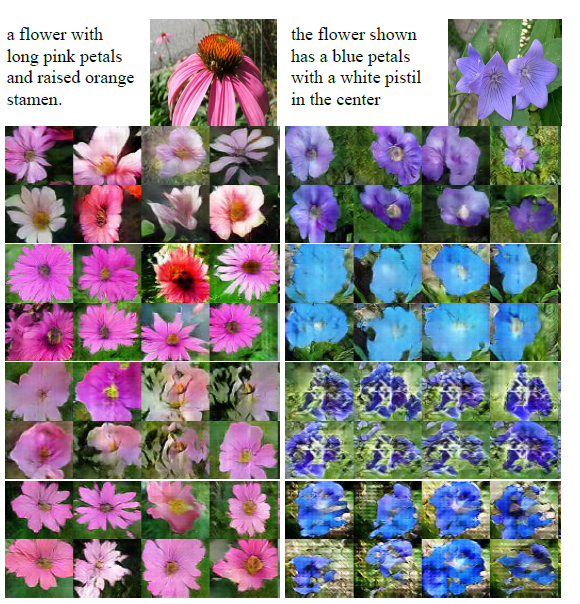 a flower with
long pink petals
and raised orange
stamen.
the flower shown
has a blue petals
with a white pistil
in the center